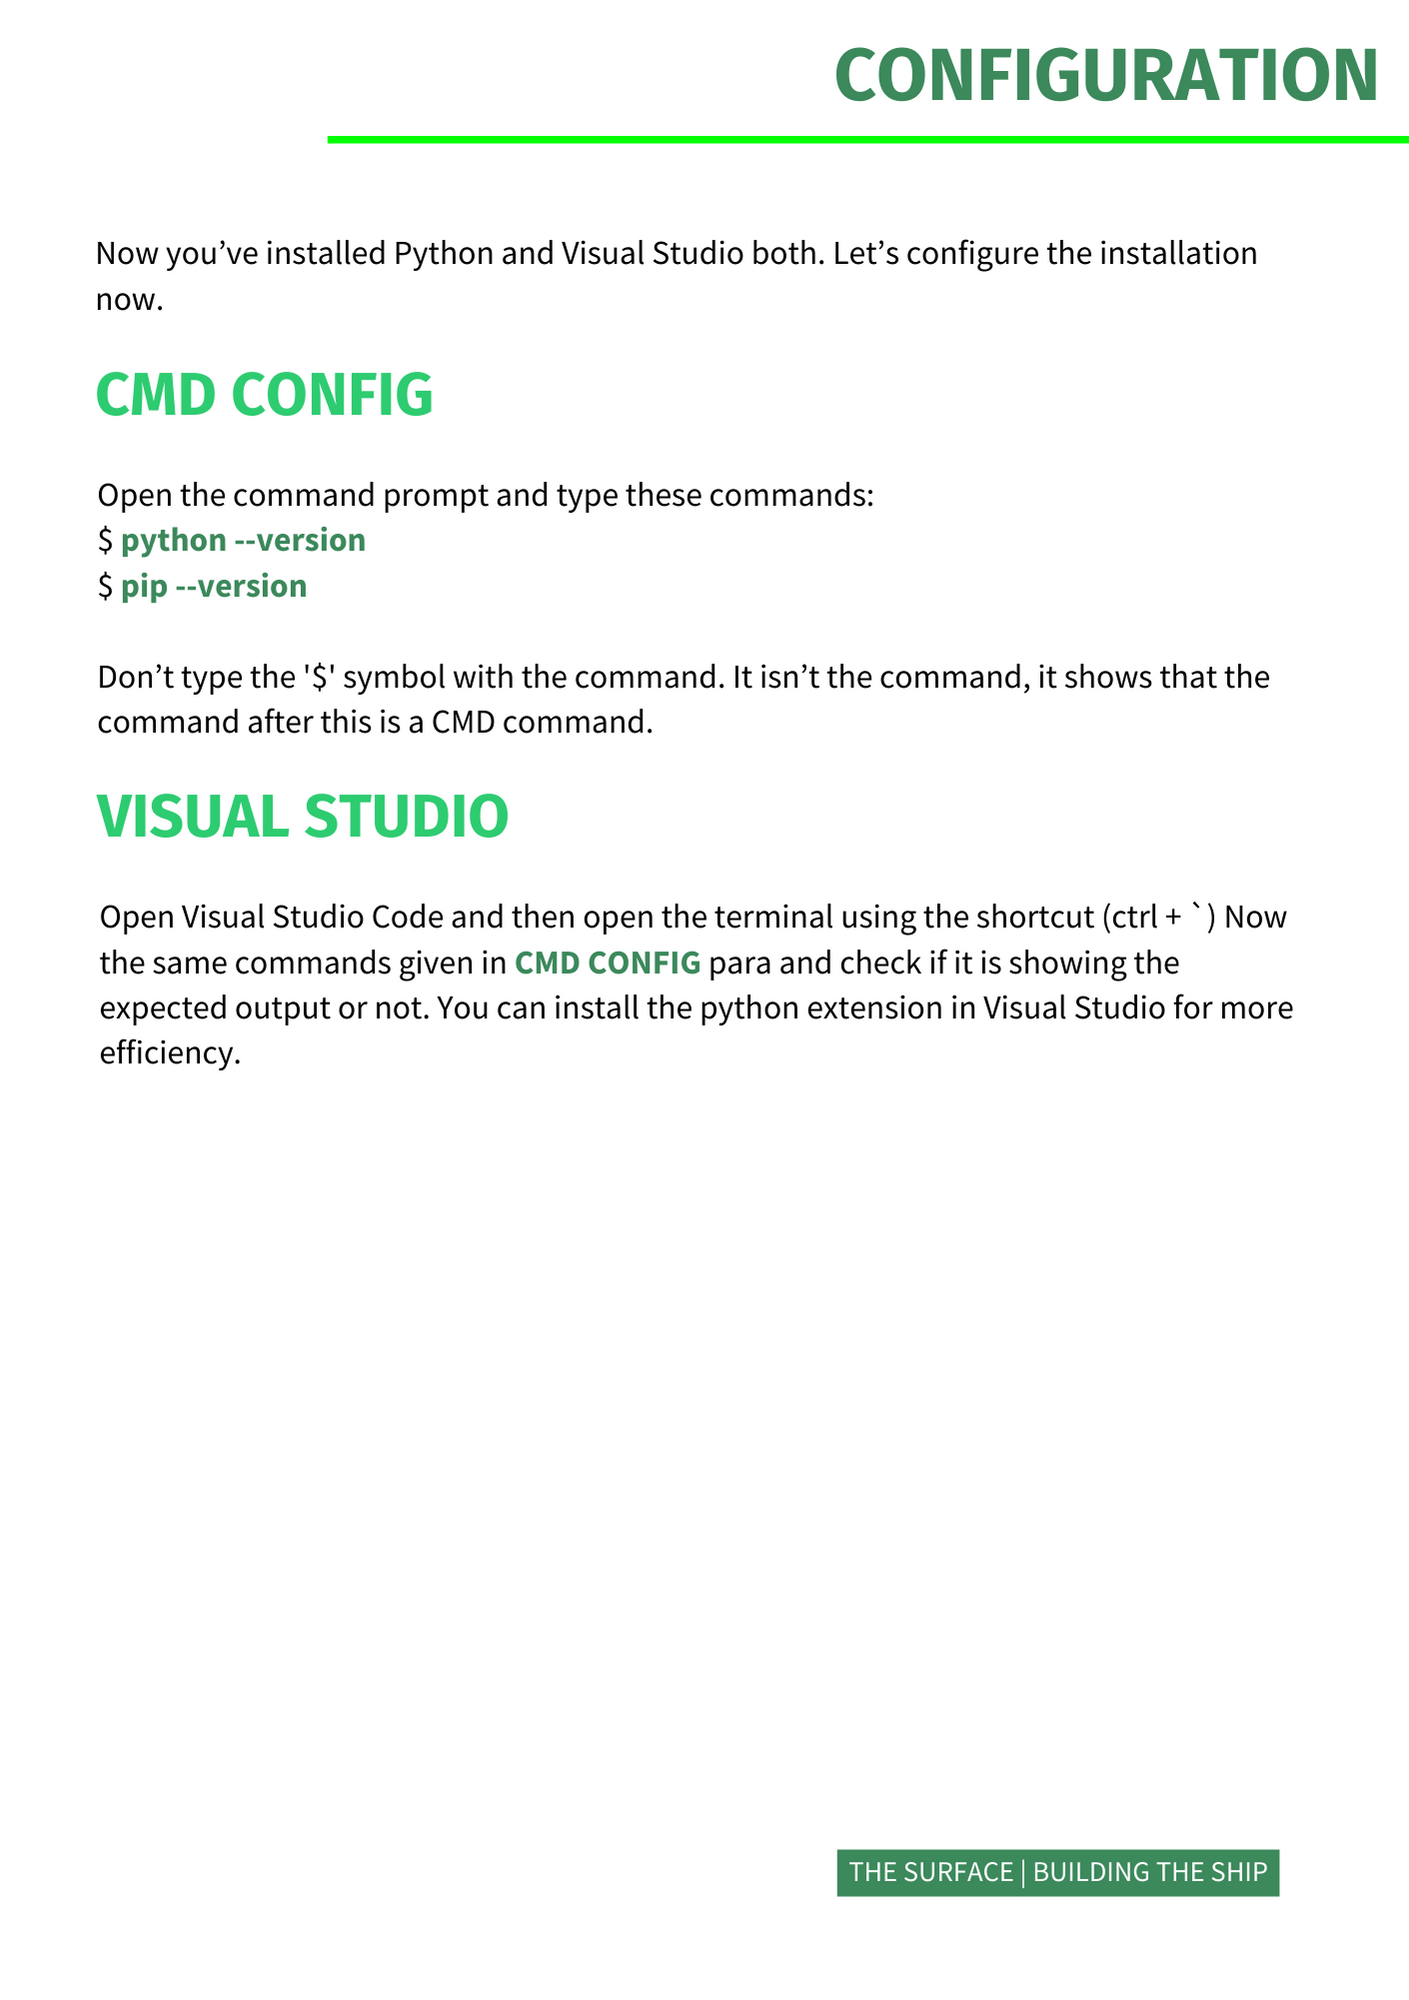 CONFIGURATION
Now you’ve installed Python and Visual Studio both. Let’s configure the installation
now.
CMD CONFIG
Open the command prompt and type these commands:
$ python --version
$ pip --version
Don’t type the '$' symbol with the command. It isn’t the command, it shows that the
command after this is a CMD command.
VISUAL STUDIO
Open Visual Studio Code and then open the terminal using the shortcut (ctrl + `) Now
the same commands given in CMD CONFIG para and check if it is showing the
expected output or not. You can install the python extension in Visual Studio for more
efficiency.
THE SURFACE | BUILDING THE SHIP